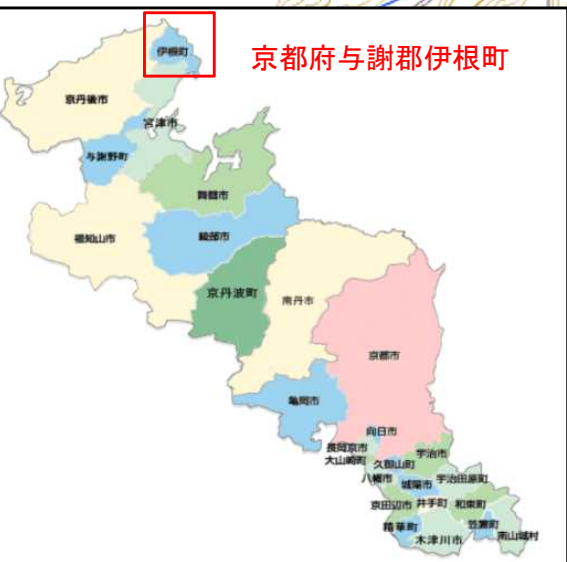 伊根町
京都府与謝郡伊根町
京丹後市
宮津市
与謝野町
舞鶴市
福知山市
綾部市
京丹波町
南丹市
京都市
亀岡市
向日市
長岡京市
大山崎町
宇治市
久御山町
八幡市
宇治田原町
城陽市
京田辺市
井手町
和束町
精華町
笠置町
木津川市
南山城村